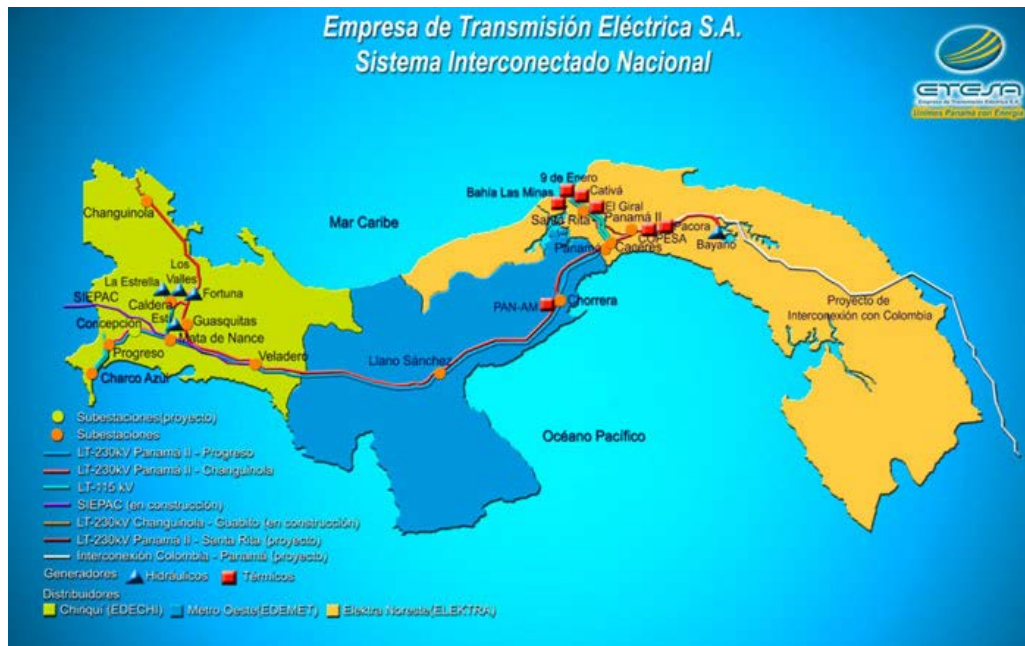 Empresa de Transmisión Eléctrica S.A.
Sistema Interconectado Nacional
ETESA
Empresa de Transmisión Eléctrica S.A.
Unimos Panamá con Energía
9 de Enero
Bahía Las Minas
Cativá
El Giral
Santa Rita
Panamá II
Changuinola
Mar Caribe
COPESA
Pacora
Panamá
Caceres
Bayano
Los
Valles
La Estrella
Fortuna
SIEPAC
Caldera
PAN-AM
Chorrera
Proyecto de
Interconexión con Colombia
Est
Guasquitas
Concepción
Mata de Nance
Progreso
Veladero
Llano Sánchez
Charco Azul
Océano Pacífico
Subestaciones(proyecto)
Subestaciones
LT-230kV Panamá II - Progreso
LT-230kV Panamá II - Changuinola
LT-115 kV
SIEPAC (en construcción)
LT-230kV Changuinola - Guabito (en construcción)
LT-230kV Panamá II - Santa Rita (proyecto)
Interconexión Colombia - Panamá (proyecto)
Generadores Hidráulicos Térmicos
Distribuidores
Chiriquí (EDECHI) Metro Oeste(EDEMET) Elektra Noreste(ELEKTRA)